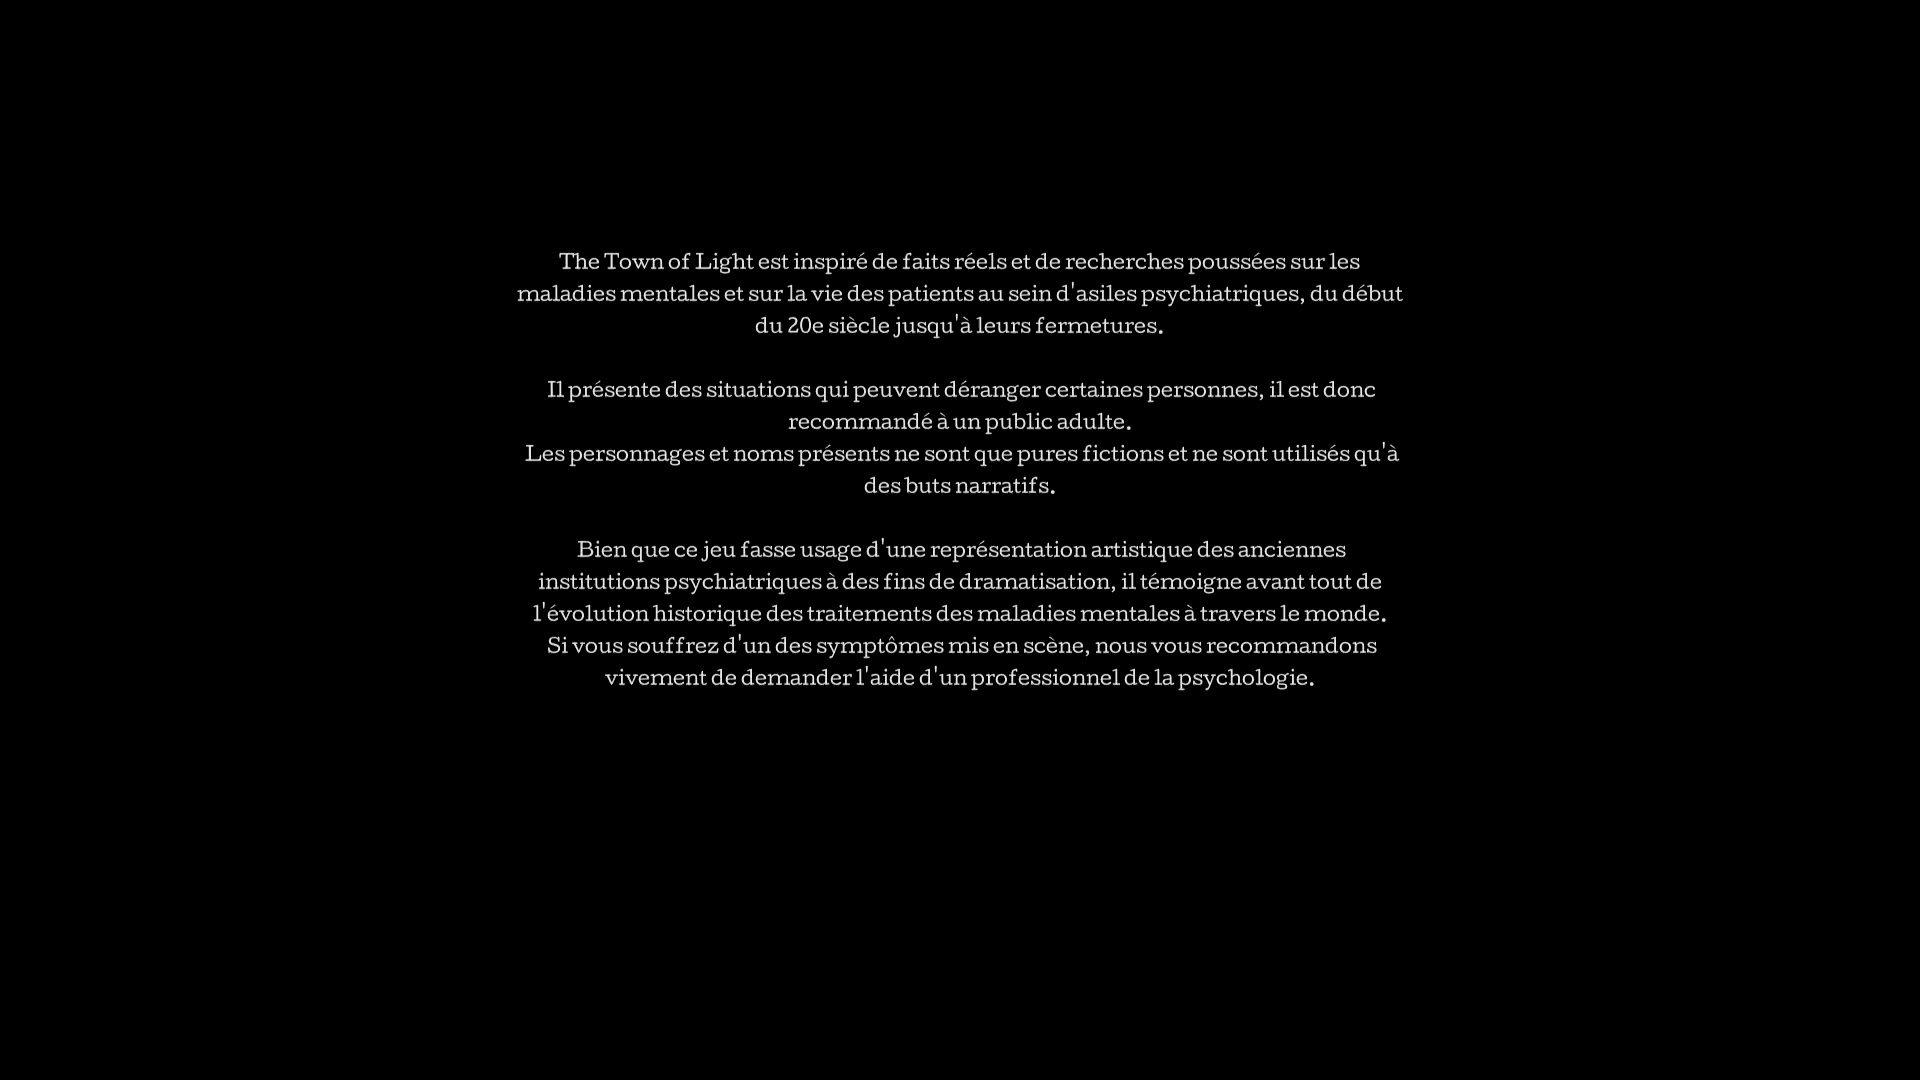 The Town of Light est inspiré de faits réels et de recherches poussées sur les
maladies mentales et sur la vie des patients au sein d'asiles psychiatriques, du début
du 20e siècle jusqu'à leurs fermetures.
Il présente des situations qui peuvent déranger certaines personnes, il est donc
recommandé à un public adulte.
Les personnages et noms présents ne sont que pures fictions et ne sont utilisés qu'à
des buts narratifs.
Bien que ce jeu fasse usage d'une représentation artistique des anciennes
institutions psychiatriques à des fins de dramatisation, il témoigne avant tout de
l'évolution historique des traitements des maladies mentales à travers le monde.
Si vous souffrez d'un des symptômes mis en scène, nous vous recommandons
vivement de demander l'aide d'un professionnel de la psychologie.